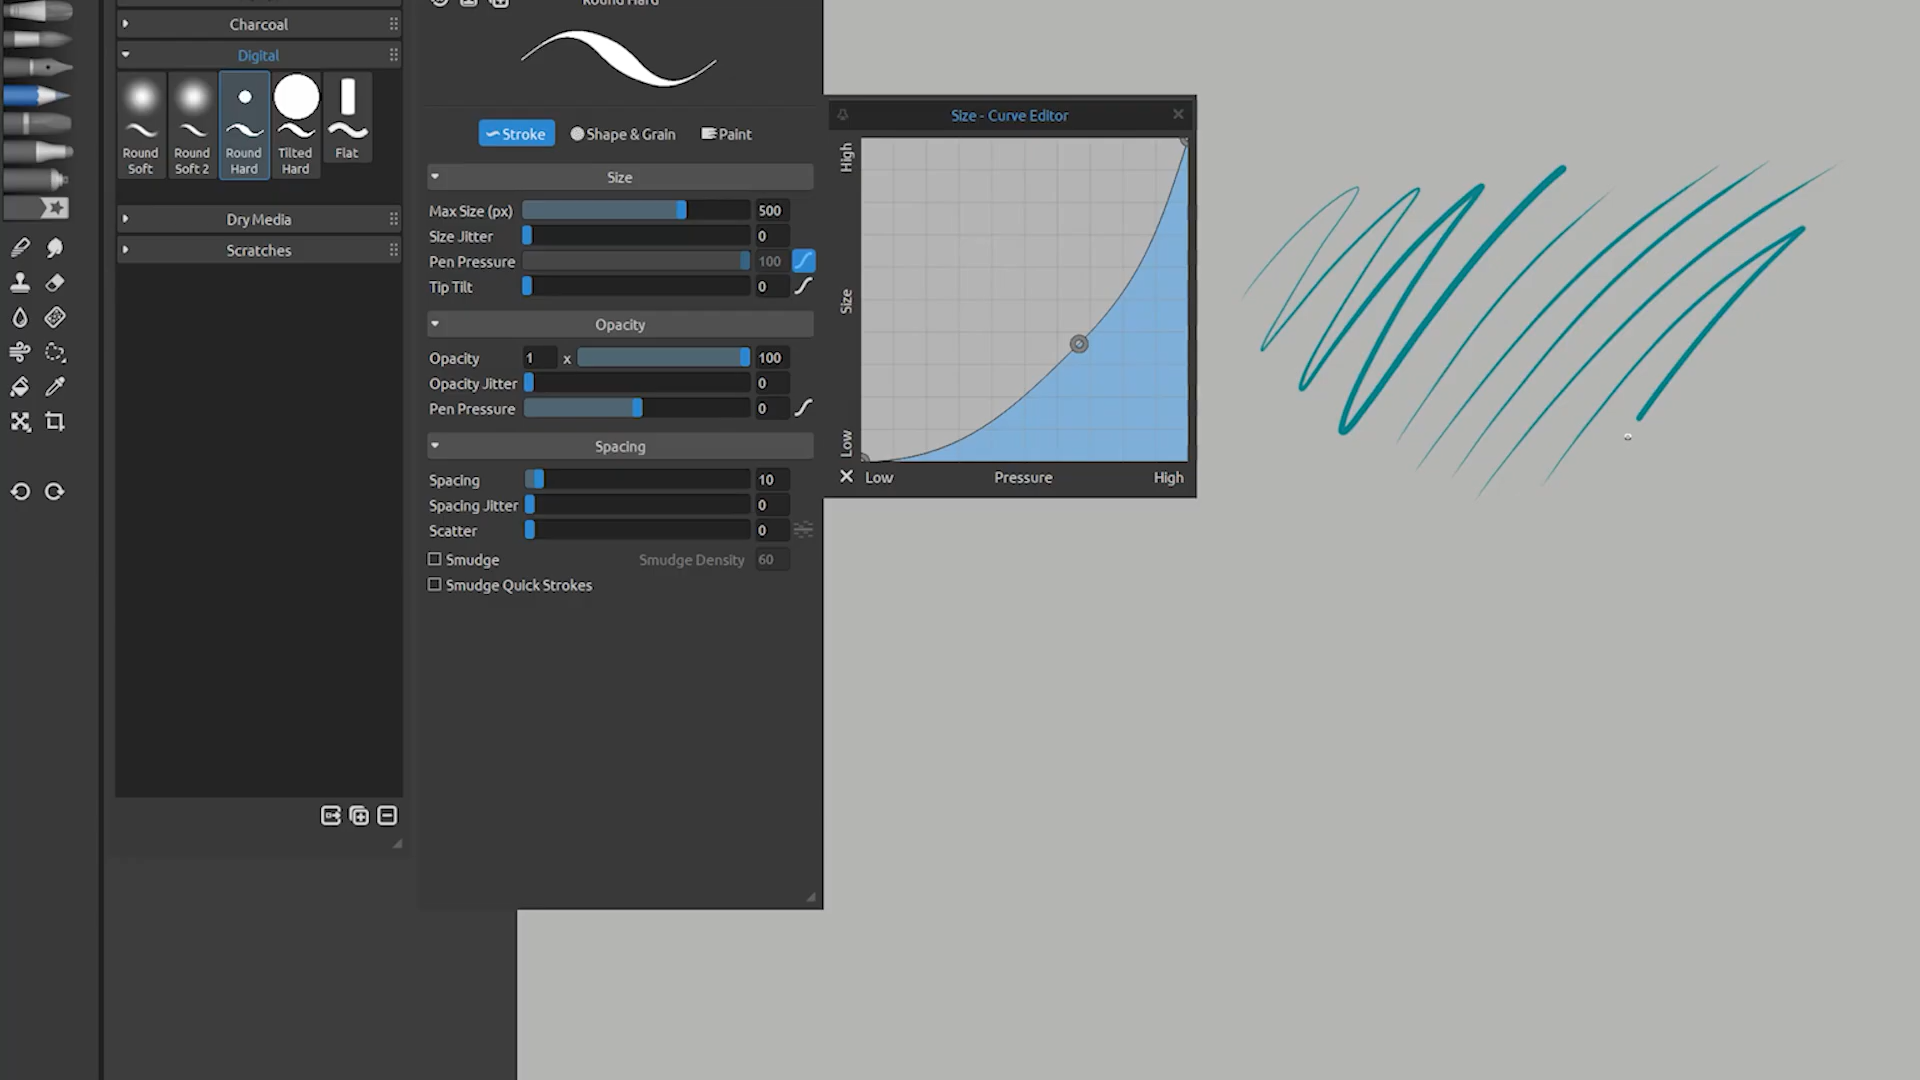 Round Hard
Charcoal
Digital
Round Soft
Round Soft 2
Round Hard
Tilted Hard
Flat
Dry Media
Scratches
Stroke
Shape & Grain
Paint
Size
Max Size (px) 500
Size Jitter 0
Pen Pressure 100
Tip Tilt 0
Opacity
Opacity 1 x 100
Opacity Jitter 0
Pen Pressure 0
Spacing
Spacing 10
Spacing Jitter 0
Scatter 0
Smudge Smudge Density 60
Smudge Quick Strokes
Size - Curve Editor
High
Size
Low
Low Pressure High